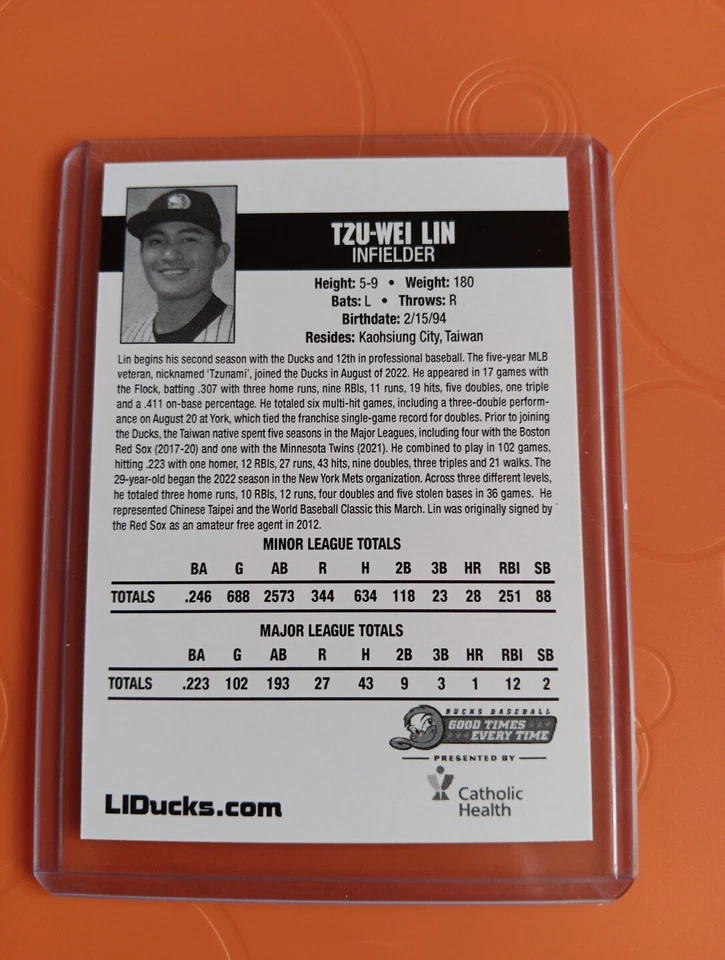 TZU-WEI LIN
INFIELDER
Height: 5-9 • Weight: 180
Bats: L • Throws: R
Birthdate: 2/15/94
Resides: Kaohsiung City, Taiwan
Lin begins his second season with the Ducks and 12th in professional baseball. The five-year MLB
veteran, nicknamed 'Tzunami', joined the Ducks in August of 2022. He appeared in 17 games with
the Flock, batting .307 with three home runs, nine RBIs, 11 runs, 19 hits, five doubles, one triple
and a .411 on-base percentage. He totaled six multi-hit games, including a three-double perform-
ance on August 20 at York, which tied the franchise single-game record for doubles. Prior to joining
the Ducks, the Taiwan native spent five seasons in the Major Leagues, including four with the Boston
Red Sox (2017-20) and one with the Minnesota Twins (2021). He combined to play in 102 games,
hitting .223 with one homer, 12 RBIs, 27 runs, 43 hits, nine doubles, three triples and 21 walks. The
29-year-old began the 2022 season in the New York Mets organization. Across three different levels,
he totaled three home runs, 10 RBIs, 12 runs, four doubles and five stolen bases in 36 games. He
represented Chinese Taipei and the World Baseball Classic this March. Lin was originally signed by
the Red Sox as an amateur free agent in 2012.
MINOR LEAGUE TOTALS
BA G AB R H 2B 3B HR RBI SB
TOTALS .246 688 2573 344 634 118 23 28 251 88
MAJOR LEAGUE TOTALS
BA G AB R H 2B 3B HR RBI SB
TOTALS .223 102 193 27 43 9 3 1 12 2
DUCKS BASEBALL
GOOD TIMES
EVERY TIME
PRESENTED BY
Catholic
Health
LIDucks.com